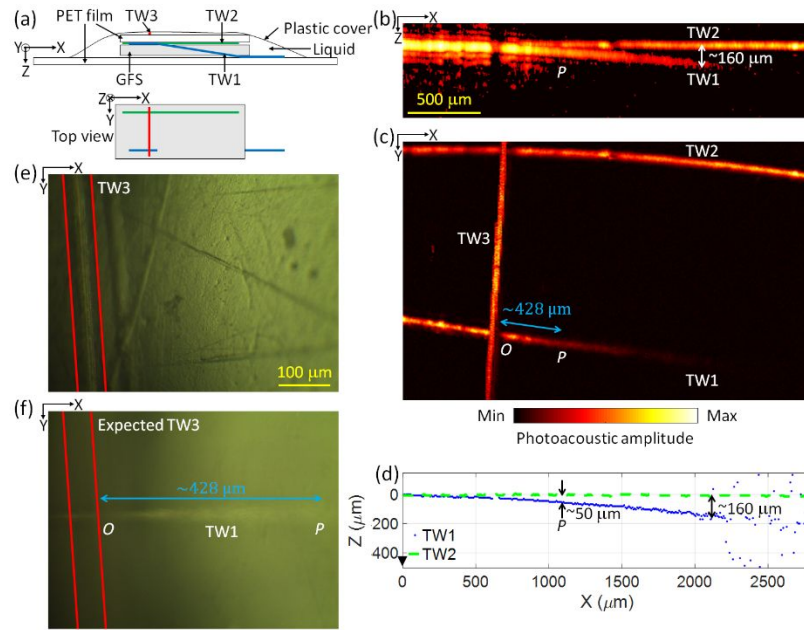 (a)
TW3
PET film
TW2
Plastic cover
Y
X
Z
Liquid
GFS
TW1
Z
X
Y
Top view
(b)
X
Z
TW2
P
~160 μm
TW1
500 μm
(c)
X
Y
TW2
TW3
~428 μm
O
P
TW1
Min
Max
Photoacoustic amplitude
(d)
0
200
400
Z (μm)
~50 μm
P
~160 μm
TW1
TW2
0
500
1000
1500
2000
2500
X (μm)
(e)
X
Y
TW3
100 μm
(f)
X
Y
Expected TW3
~428 μm
O
TW1
P